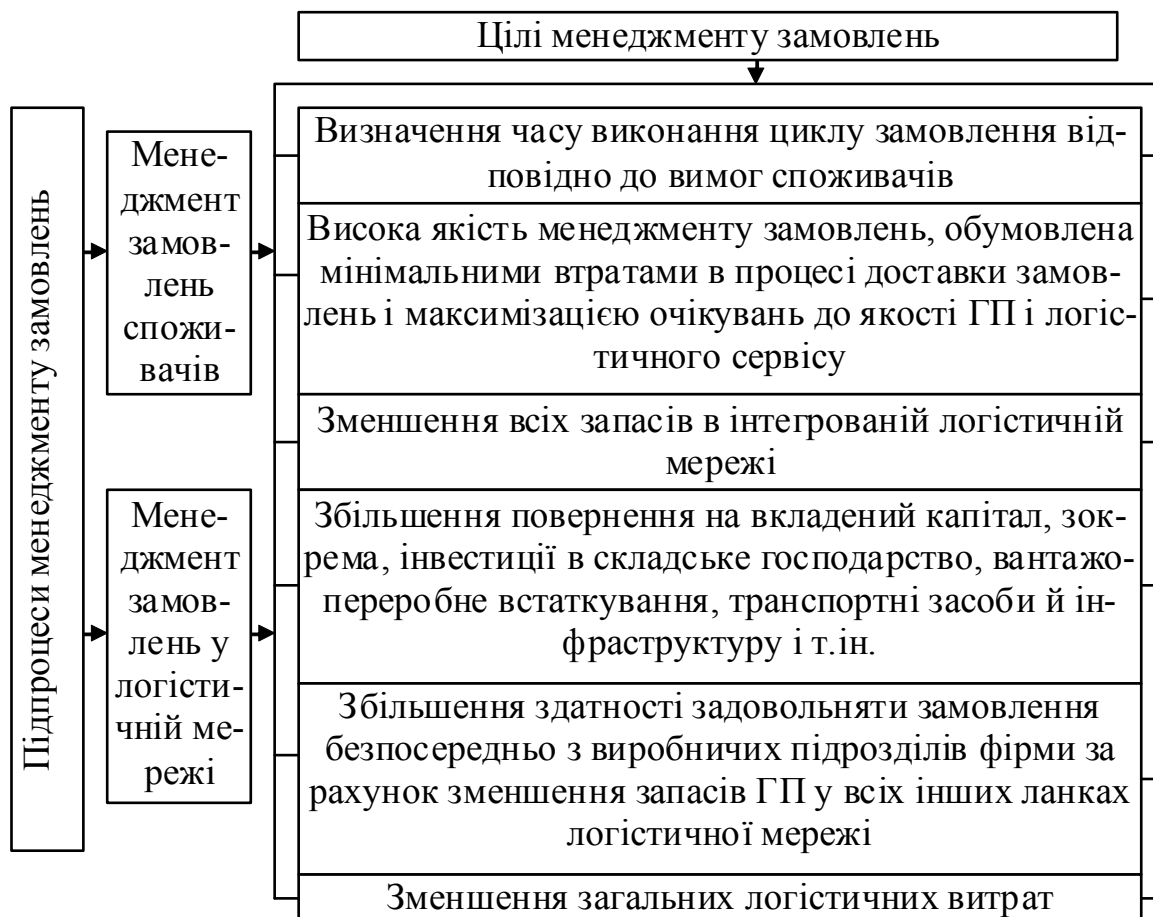 Цілі менеджменту замовлень
Підпроцеси менеджменту замовлень
Мене-
джмент
замов-
лень
спожи-
вачів
Мене-
джмент
замов-
лень у
логісти-
чній ме-
режі
Визначення часу виконання циклу замовлення від-
повідно до вимог споживачів
Висока якість менеджменту замовлень, обумовлена
мінімальними втратами в процесі доставки замов-
лень і максимізацією очікувань до якості ГП і логіс-
тичного сервісу
Зменшення всіх запасів в інтегрованій логістичній
мережі
Збільшення повернення на вкладений капітал, зок-
рема, інвестиції в складське господарство, вантажо-
переробне встаткування, транспортні засоби й ін-
фраструктуру і т.ін.
Збільшення здатності задовольняти замовлення
безпосередньо з виробничих підрозділів фірми за
рахунок зменшення запасів ГП у всіх інших ланках
логістичної мережі
Зменшення загальних логістичних витрат